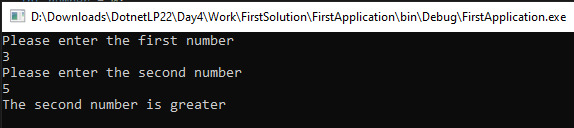 D:\Downloads\DotnetLP22\Day4\Work\FirstSolution\FirstApplication\bin\Debug\FirstApplication.exe
Please enter the first number
3
Please enter the second number
5
The second number is greater